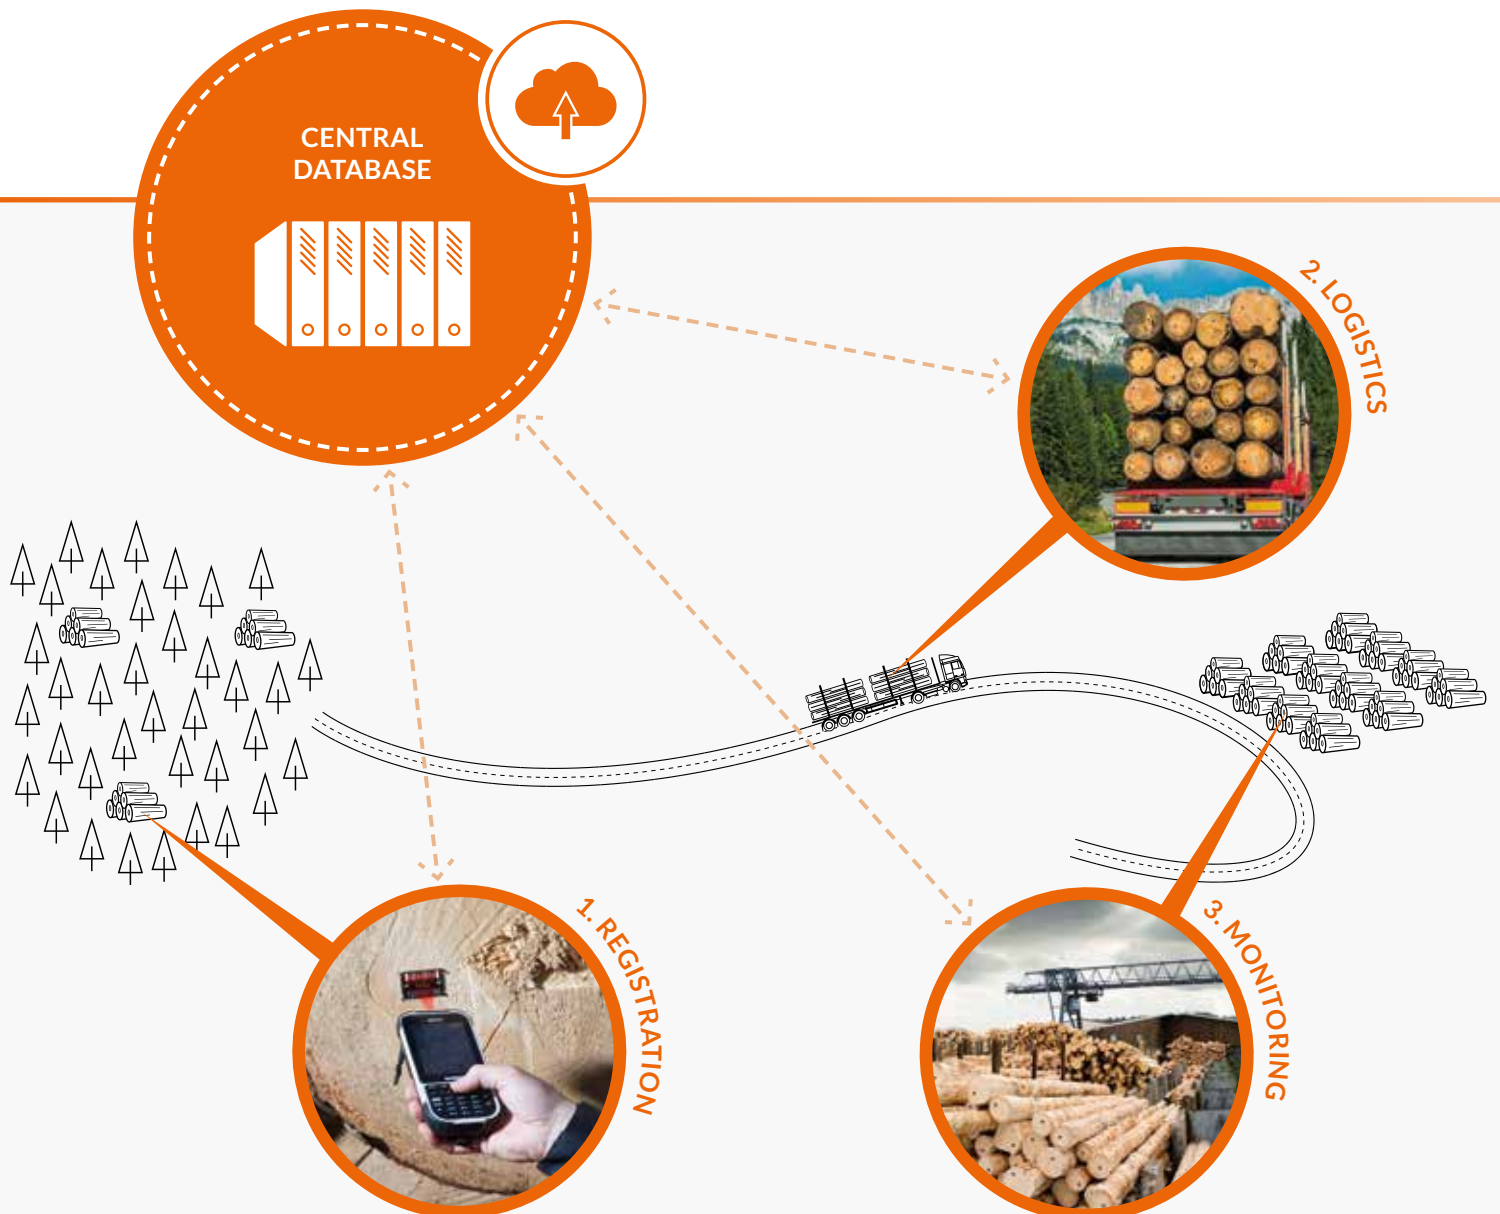 CENTRAL
DATABASE
2. LOGISTICS
1. REGISTRATION
3. MONITORING